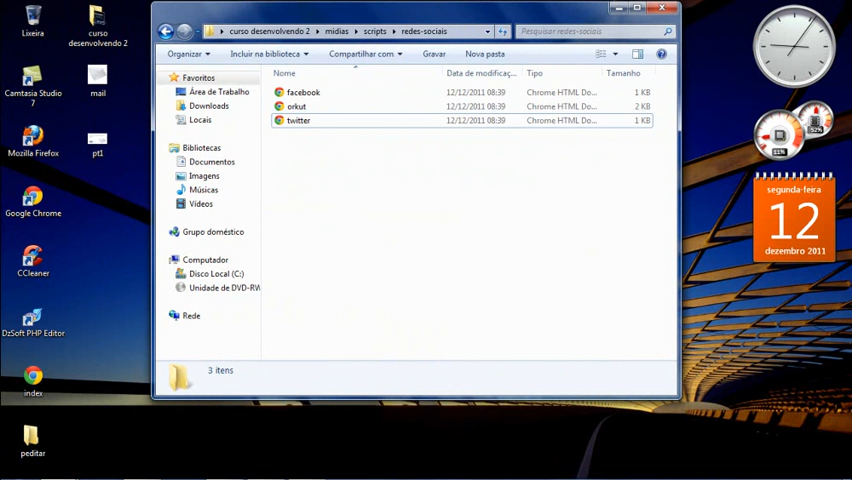 Lixeira
curso desenvolvendo 2
Camtasia Studio 7
mail
Mozilla Firefox
pt1
Google Chrome
CCleaner
DzSoft PHP Editor
index
peditar
curso desenvolvendo 2 mídias scripts redes-sociais
Pesquisar redes-sociais
Organizar Incluir na biblioteca Compartilhar com Gravar Nova pasta
Nome Data de modificaç... Tipo Tamanho
facebook 12/12/2011 08:39 Chrome HTML Do... 1 KB
orkut 12/12/2011 08:39 Chrome HTML Do... 2 KB
twitter 12/12/2011 08:39 Chrome HTML Do... 1 KB
Favoritos
Área de Trabalho
Downloads
Locais
Bibliotecas
Documentos
Imagens
Músicas
Vídeos
Grupo doméstico
Computador
Disco Local (C:)
Unidade de DVD-RW
Rede
3 itens
11%
52%
segunda-feira
12
dezembro 2011